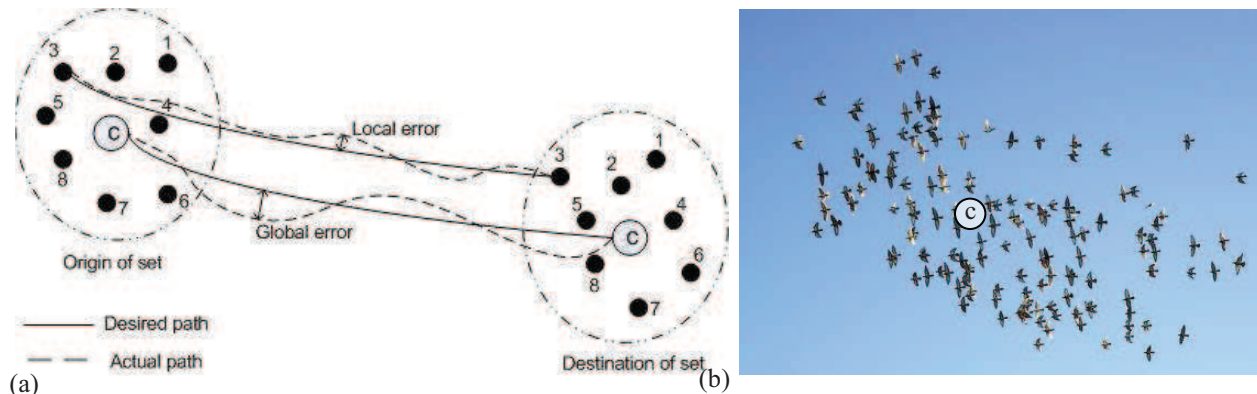 3
2
1
5
4
C
8
7
6
Local error
Global error
Origin of set
Desired path
Actual path
1
3
2
5
4
C
8
6
7
Destination of set
(a)
C
(b)